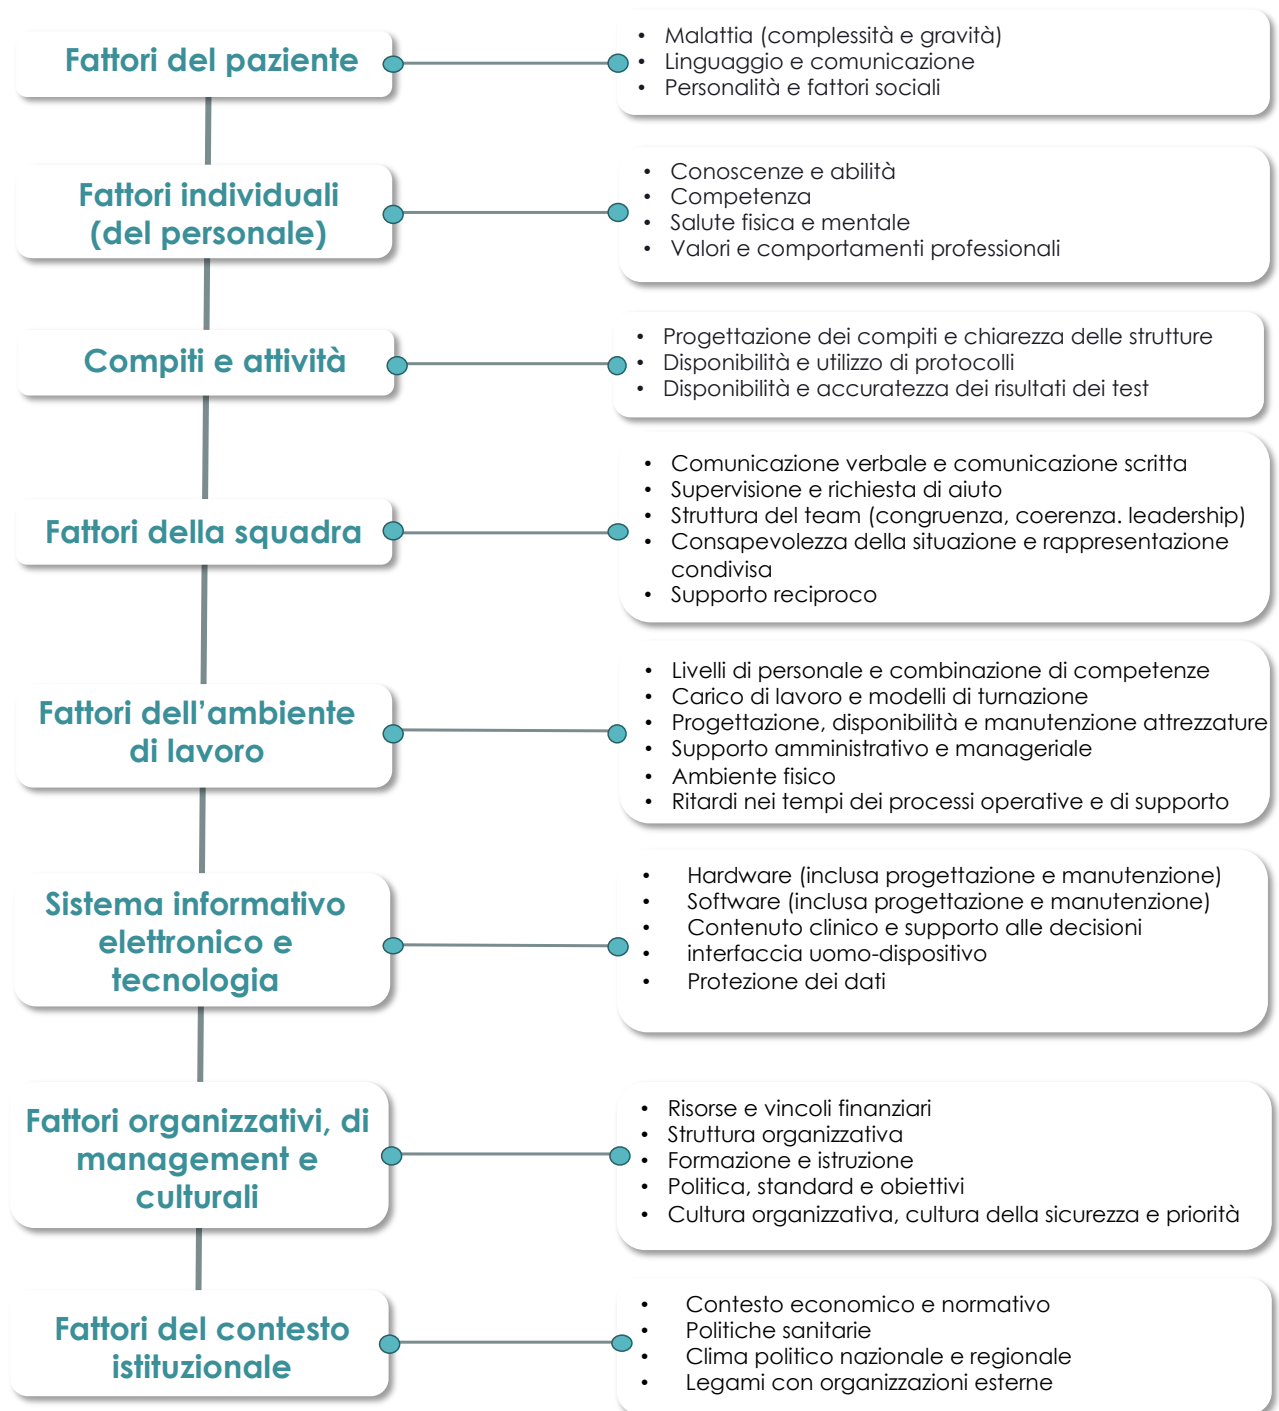 Fattori del paziente
• Malattia (complessità e gravità)
• Linguaggio e comunicazione
• Personalità e fattori sociali
Fattori individuali
(del personale)
• Conoscenze e abilità
• Competenza
• Salute fisica e mentale
• Valori e comportamenti professionali
Compiti e attività
• Progettazione dei compiti e chiarezza delle strutture
• Disponibilità e utilizzo di protocolli
• Disponibilità e accuratezza dei risultati dei test
Fattori della squadra
• Comunicazione verbale e comunicazione scritta
• Supervisione e richiesta di aiuto
• Struttura del team (congruenza, coerenza. leadership)
• Consapevolezza della situazione e rappresentazione
condivisa
• Supporto reciproco
Fattori dell’ambiente
di lavoro
• Livelli di personale e combinazione di competenze
• Carico di lavoro e modelli di turnazione
• Progettazione, disponibilità e manutenzione attrezzature
• Supporto amministrativo e manageriale
• Ambiente fisico
• Ritardi nei tempi dei processi operative e di supporto
Sistema informativo
elettronico e
tecnologia
• Hardware (inclusa progettazione e manutenzione)
• Software (inclusa progettazione e manutenzione)
• Contenuto clinico e supporto alle decisioni
• interfaccia uomo-dispositivo
• Protezione dei dati
Fattori organizzativi, di
management e
culturali
• Risorse e vincoli finanziari
• Struttura organizzativa
• Formazione e istruzione
• Politica, standard e obiettivi
• Cultura organizzativa, cultura della sicurezza e priorità
Fattori del contesto
istituzionale
• Contesto economico e normativo
• Politiche sanitarie
• Clima politico nazionale e regionale
• Legami con organizzazioni esterne